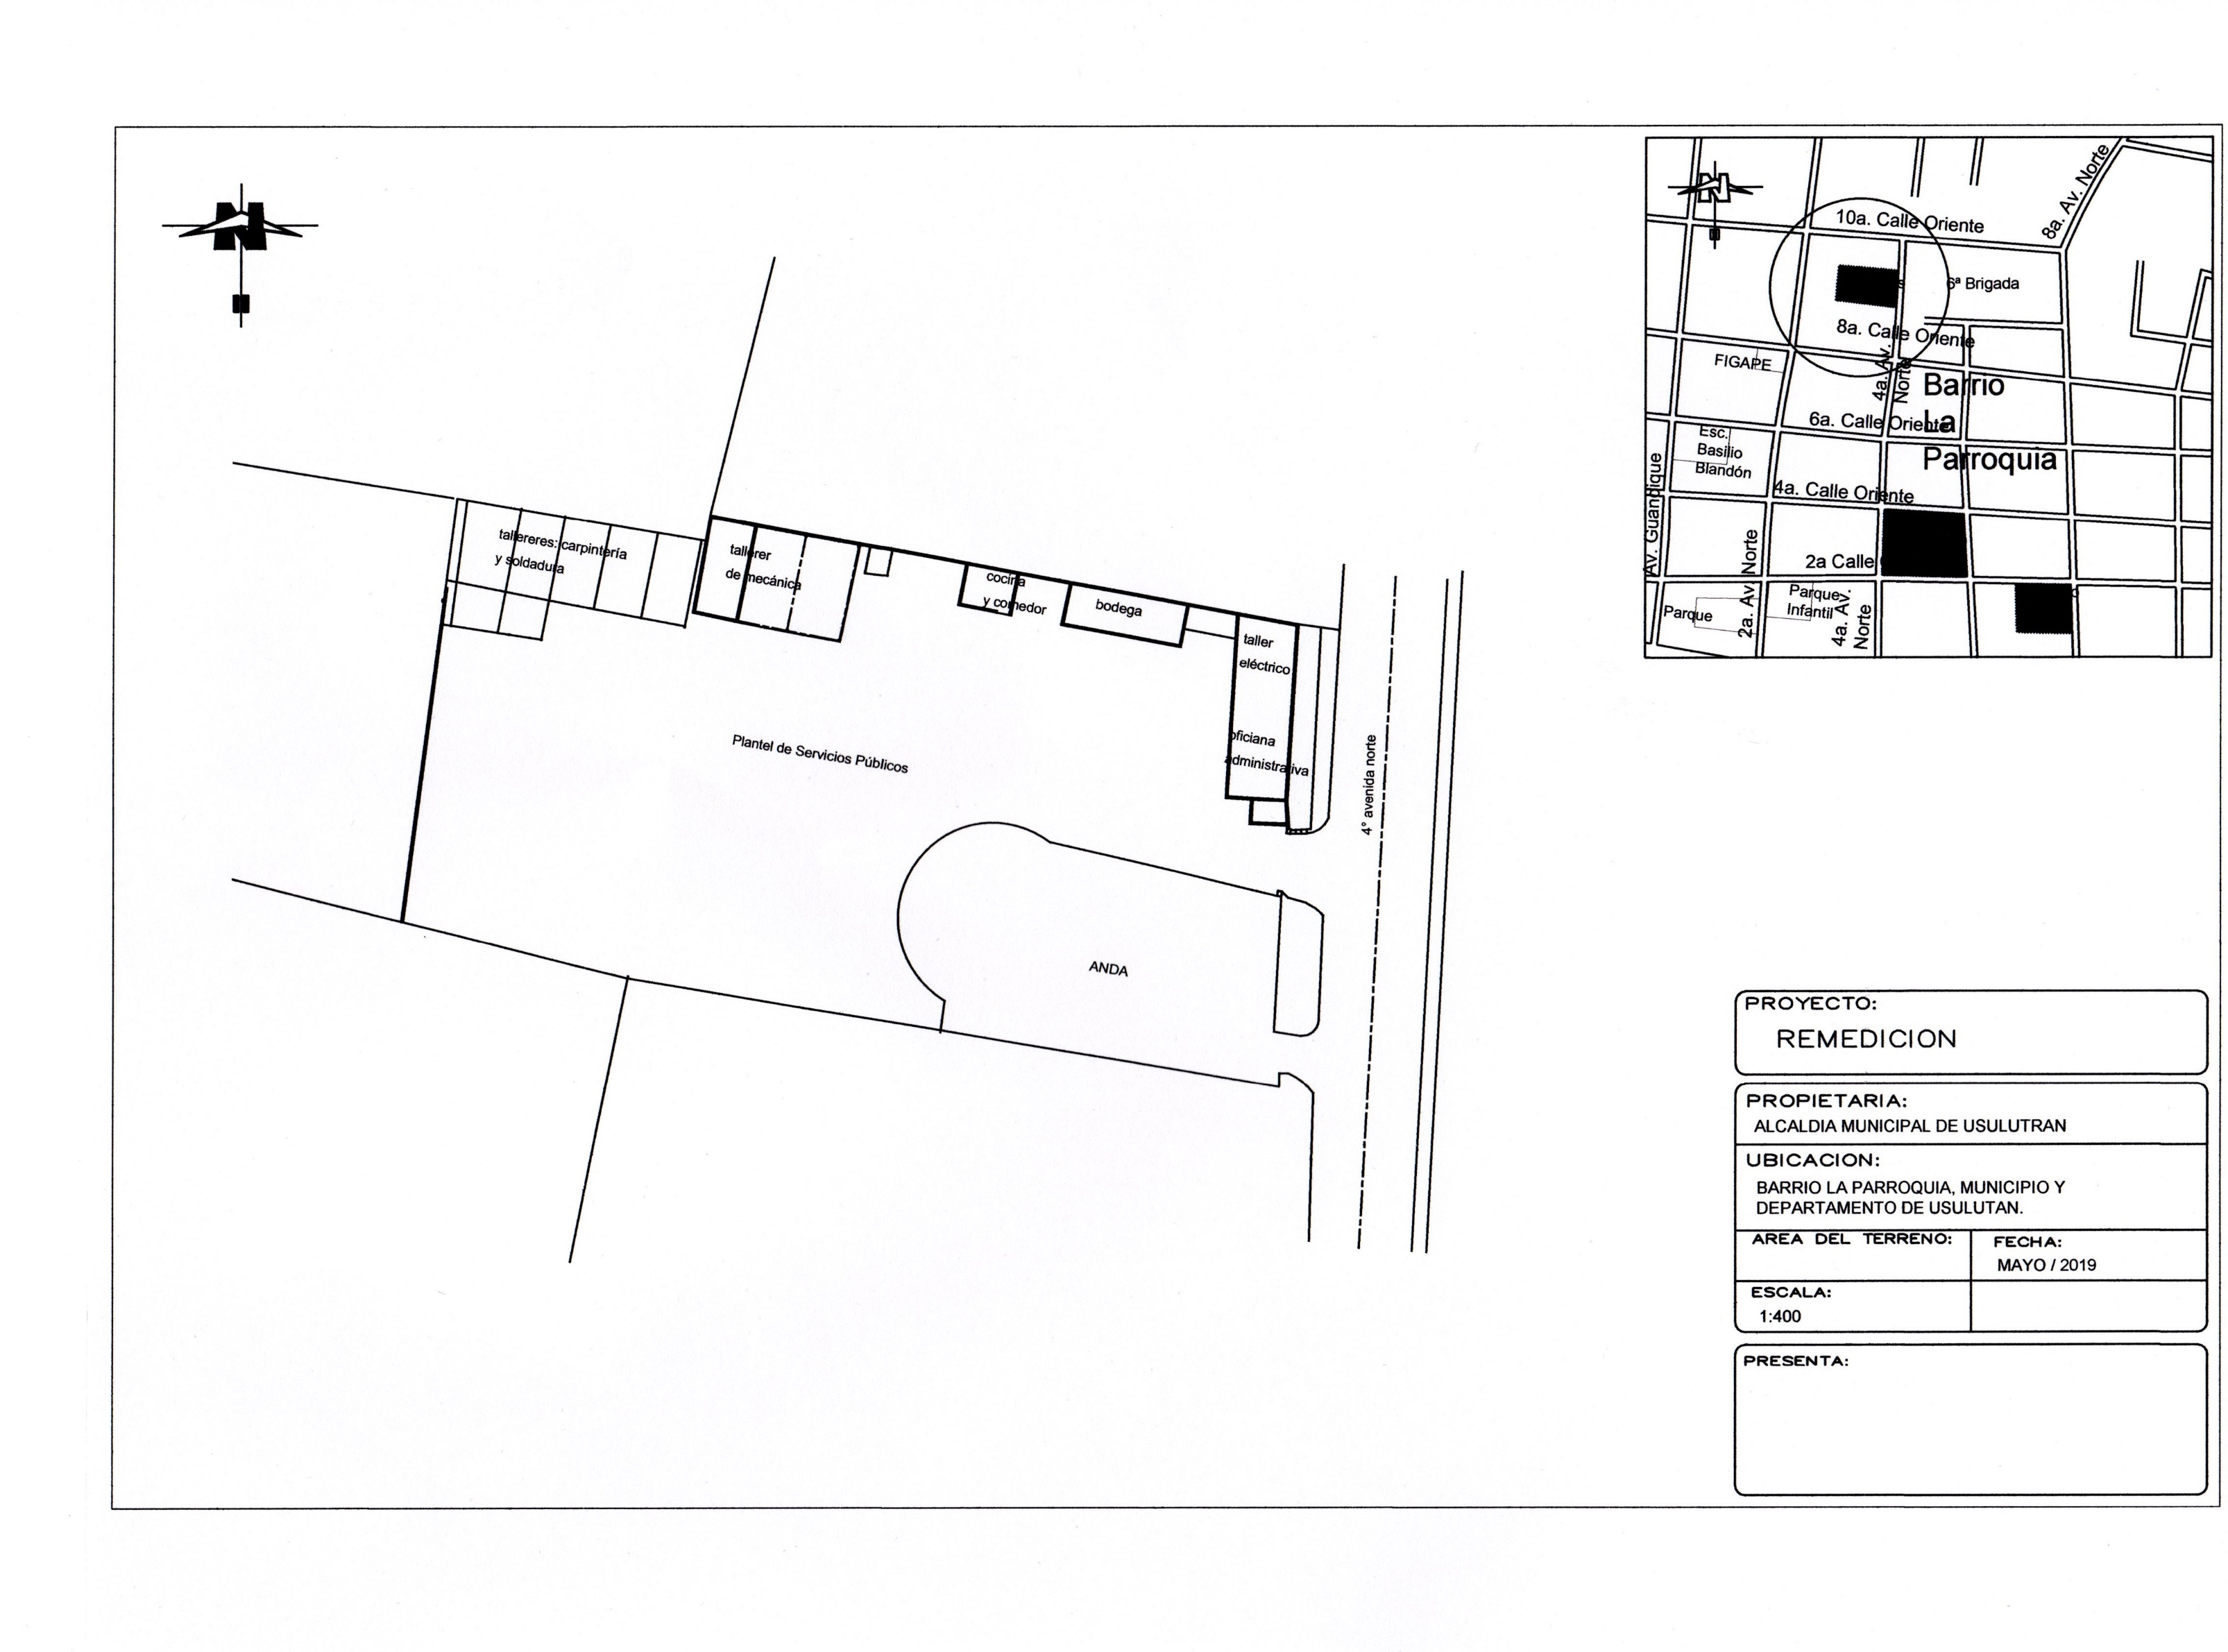 N
tallereres: carpintería
y soldadura
tallerer
de mecánica
cocina
y comedor
bodega
taller
eléctrico
oficiana
administrativa
Plantel de Servicios Públicos
4° avenida norte
ANDA
N
10a. Calle Oriente
8a. Av. Norte
6ª Brigada
8a. Calle Oriente
FIGAPE
4a. Av.
Norte
Barrio
La
Parroquia
6a. Calle Oriente
Esc.
Basilio
Blandón
4a. Calle Oriente
Av. Guandique
2a. Av. Norte
2a Calle
Parque
Parque
Infantil
4a. Av.
Norte
PROYECTO:
REMEDICION
PROPIETARIA:
ALCALDIA MUNICIPAL DE USULUTRAN
UBICACION:
BARRIO LA PARROQUIA, MUNICIPIO Y
DEPARTAMENTO DE USULUTAN.
AREA DEL TERRENO:
FECHA:
MAYO / 2019
ESCALA:
1:400
PRESENTA: